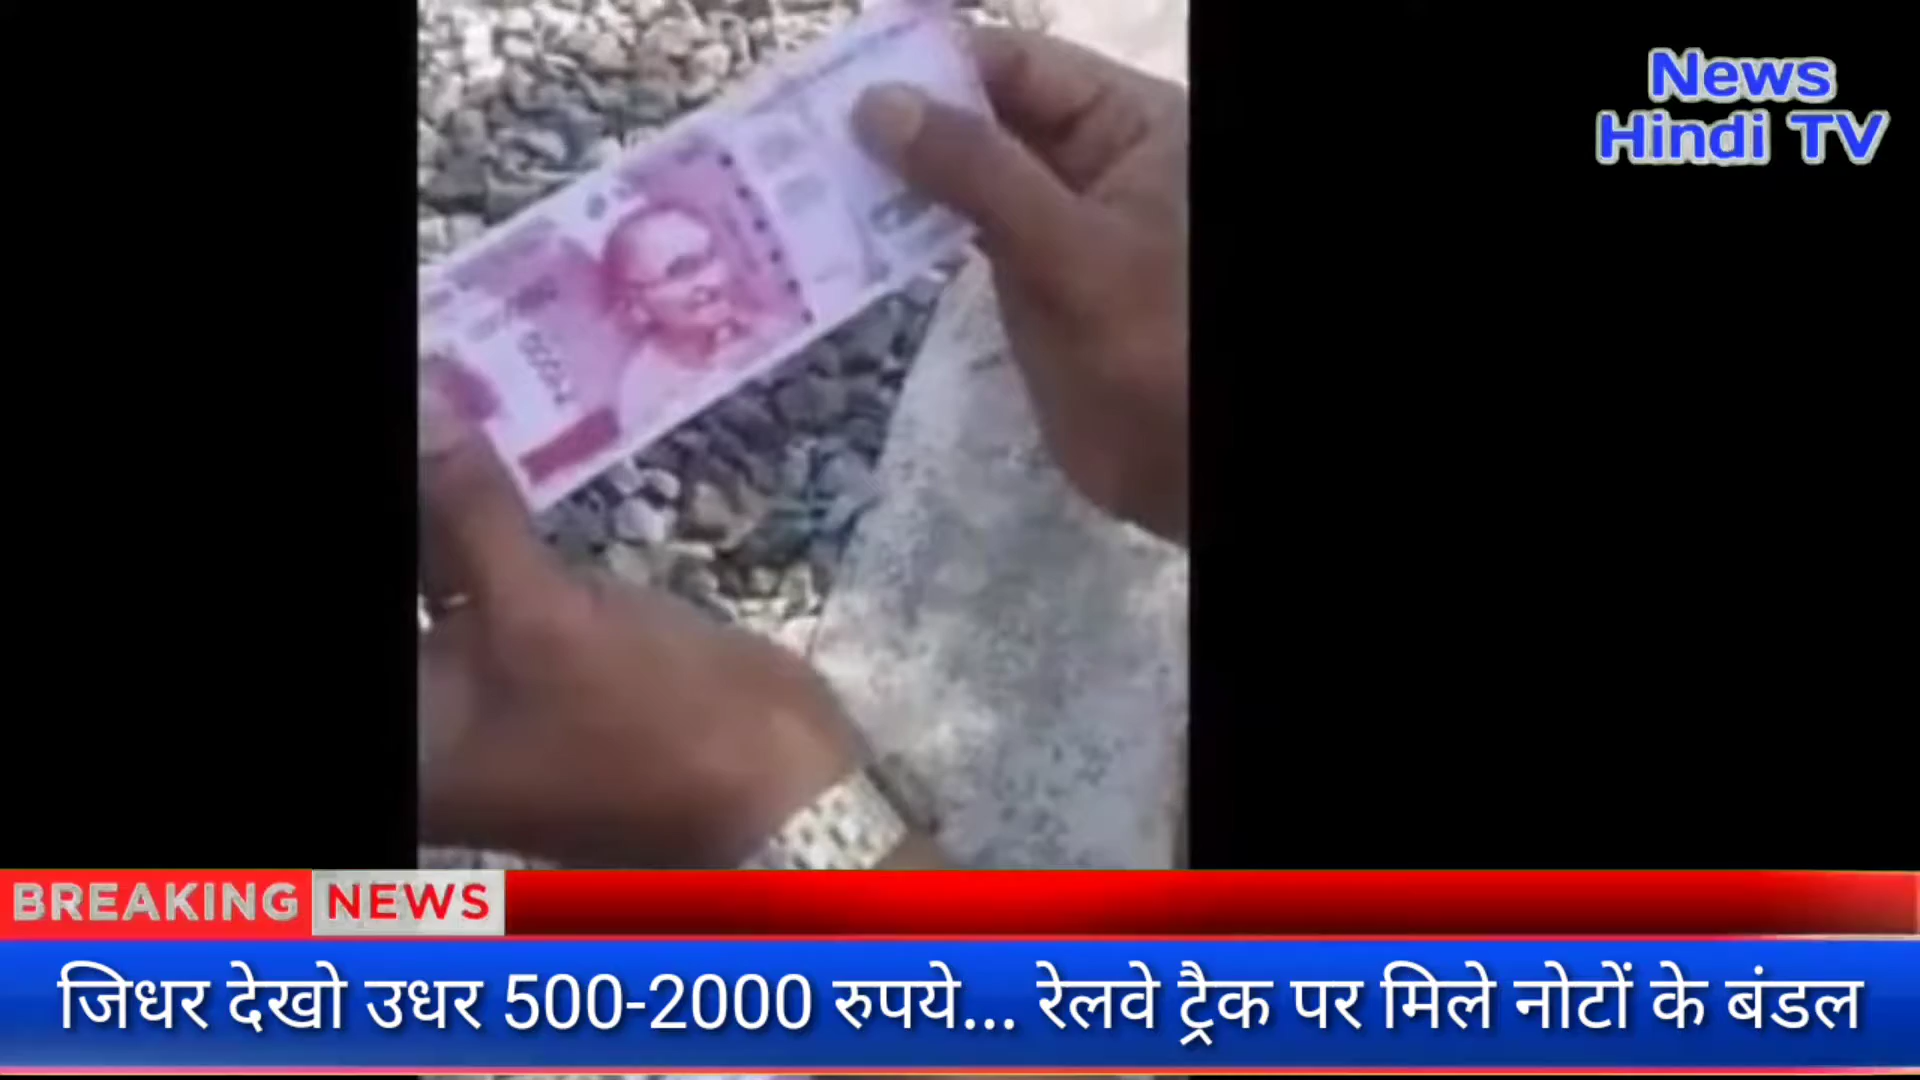 News
Hindi TV
BREAKING NEWS
जिधर देखो उधर 500-2000 रुपये... रेलवे ट्रैक पर मिले नोटों के बंडल